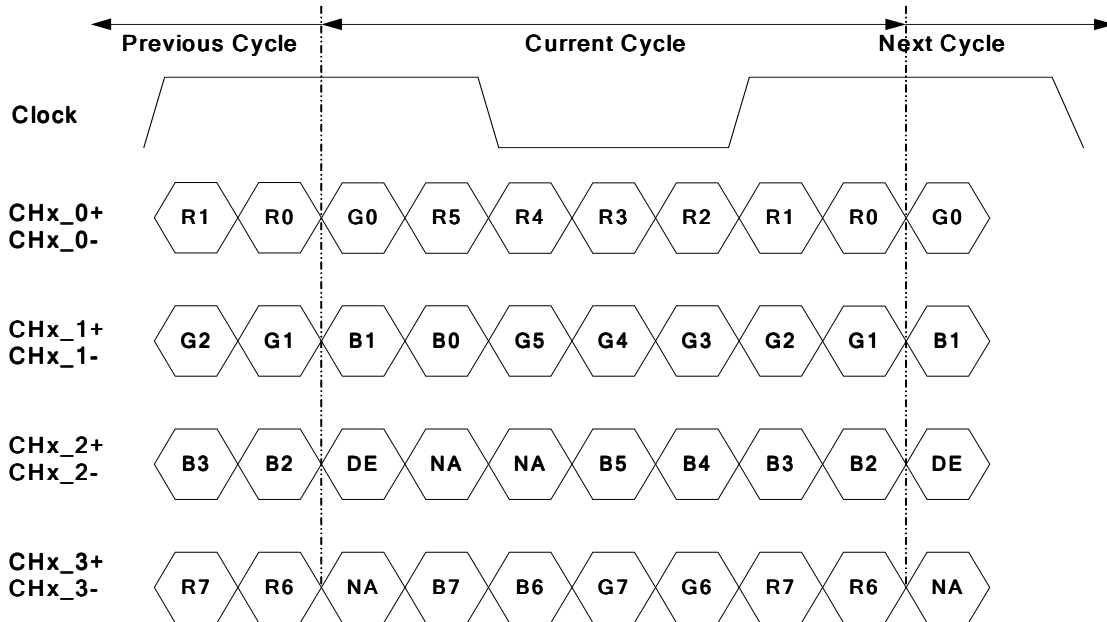 Previous Cycle Current Cycle Next Cycle
Clock
CHx_0+
CHx_0-
R1 R0 G0 R5 R4 R3 R2 R1 R0 G0
CHx_1+
CHx_1-
G2 G1 B1 B0 G5 G4 G3 G2 G1 B1
CHx_2+
CHx_2-
B3 B2 DE NA NA B5 B4 B3 B2 DE
CHx_3+
CHx_3-
R7 R6 NA B7 B6 G7 G6 R7 R6 NA